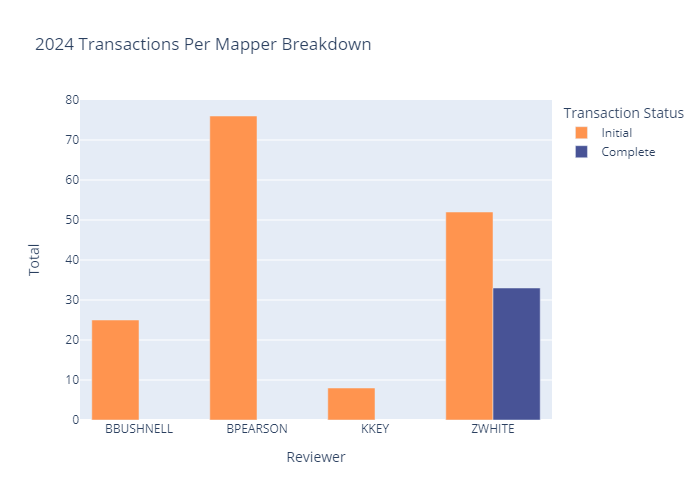 2024 Transactions Per Mapper Breakdown
Transaction Status
Initial
Complete
Total
80
70
60
50
40
30
20
10
0
BBUSHNELL BPEARSON KKEY ZWHITE
Reviewer